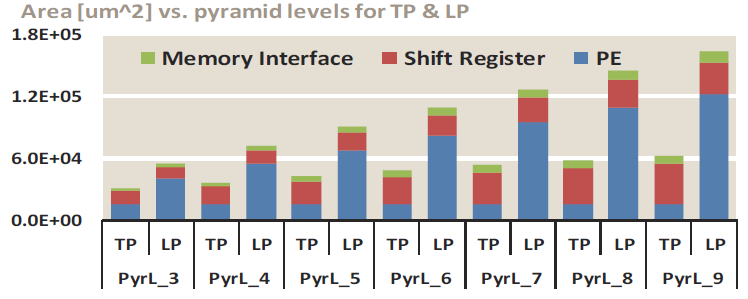 Area [um^2] vs. pyramid levels for TP & LP
1.8E+05
Memory Interface Shift Register PE
1.2E+05
6.0E+04
0.0E+00
TP LP TP LP TP LP TP LP TP LP TP LP TP LP
PyrL_3 PyrL_4 PyrL_5 PyrL_6 PyrL_7 PyrL_8 PyrL_9